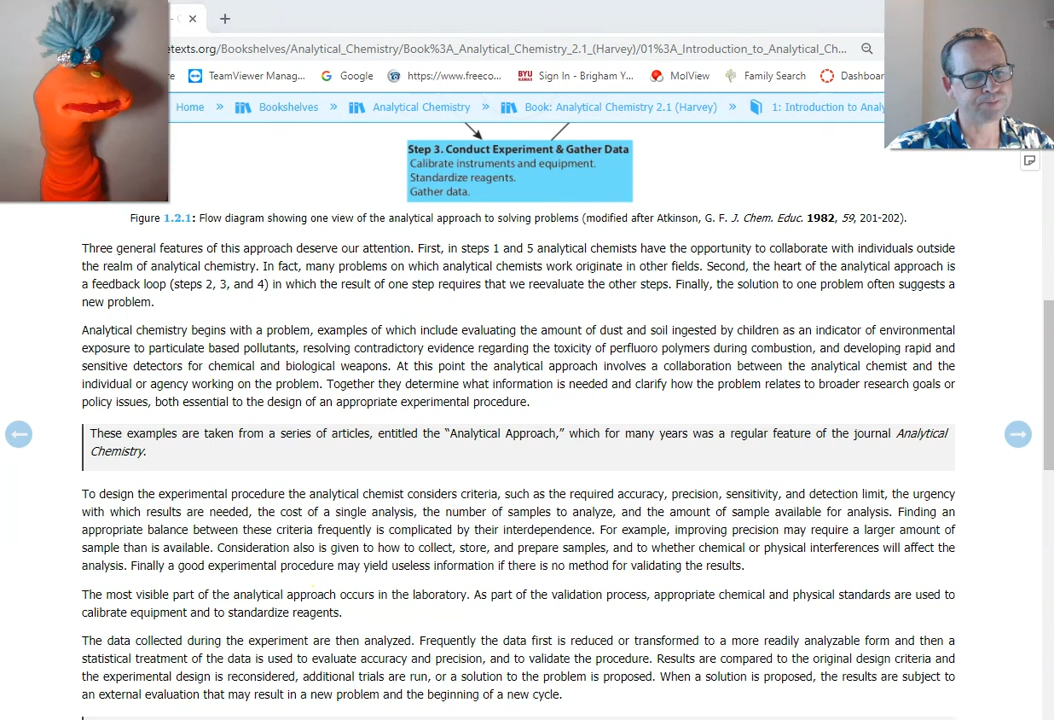 etexts.org/Bookshelves/Analytical_Chemistry/Book%3A_Analytical_Chemistry_2.1_(Harvey)/01%3A_Introduction_to_Analytical_Ch...
TeamViewer Manag...
Google
https://www.freeco...
BYU
Sign In - Brigham Y...
MolView
Family Search
Dashboar
Home » Bookshelves » Analytical Chemistry » Book: Analytical Chemistry 2.1 (Harvey) » 1: Introduction to Analy
Step 3. Conduct Experiment & Gather Data
Calibrate instruments and equipment.
Standardize reagents.
Gather data.
Figure 1.2.1: Flow diagram showing one view of the analytical approach to solving problems (modified after Atkinson, G. F. J. Chem. Educ. 1982, 59, 201-202).
Three general features of this approach deserve our attention. First, in steps 1 and 5 analytical chemists have the opportunity to collaborate with individuals outside
the realm of analytical chemistry. In fact, many problems on which analytical chemists work originate in other fields. Second, the heart of the analytical approach is
a feedback loop (steps 2, 3, and 4) in which the result of one step requires that we reevaluate the other steps. Finally, the solution to one problem often suggests a
new problem.
Analytical chemistry begins with a problem, examples of which include evaluating the amount of dust and soil ingested by children as an indicator of environmental
exposure to particulate based pollutants, resolving contradictory evidence regarding the toxicity of perfluoro polymers during combustion, and developing rapid and
sensitive detectors for chemical and biological weapons. At this point the analytical approach involves a collaboration between the analytical chemist and the
individual or agency working on the problem. Together they determine what information is needed and clarify how the problem relates to broader research goals or
policy issues, both essential to the design of an appropriate experimental procedure.
These examples are taken from a series of articles, entitled the “Analytical Approach,” which for many years was a regular feature of the journal Analytical
Chemistry.
To design the experimental procedure the analytical chemist considers criteria, such as the required accuracy, precision, sensitivity, and detection limit, the urgency
with which results are needed, the cost of a single analysis, the number of samples to analyze, and the amount of sample available for analysis. Finding an
appropriate balance between these criteria frequently is complicated by their interdependence. For example, improving precision may require a larger amount of
sample than is available. Consideration also is given to how to collect, store, and prepare samples, and to whether chemical or physical interferences will affect the
analysis. Finally a good experimental procedure may yield useless information if there is no method for validating the results.
The most visible part of the analytical approach occurs in the laboratory. As part of the validation process, appropriate chemical and physical standards are used to
calibrate equipment and to standardize reagents.
The data collected during the experiment are then analyzed. Frequently the data first is reduced or transformed to a more readily analyzable form and then a
statistical treatment of the data is used to evaluate accuracy and precision, and to validate the procedure. Results are compared to the original design criteria and
the experimental design is reconsidered, additional trials are run, or a solution to the problem is proposed. When a solution is proposed, the results are subject to
an external evaluation that may result in a new problem and the beginning of a new cycle.